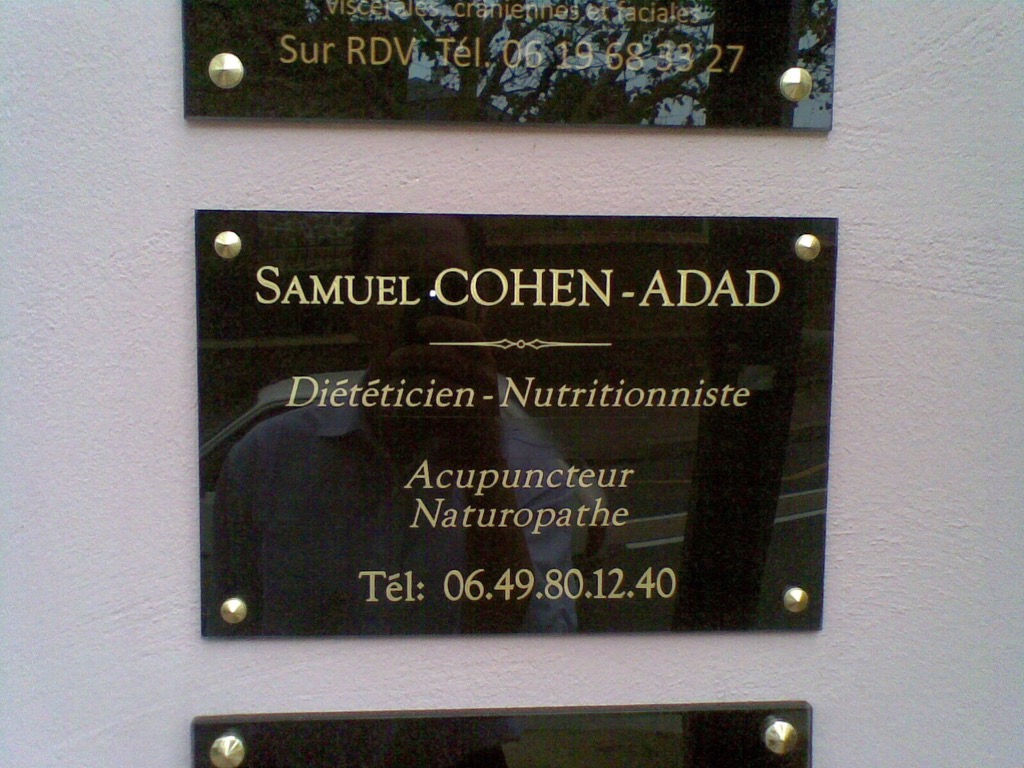 viscérales, craniennes et faciales
Sur RDV Tél. 06 19 68 33 27
SAMUEL COHEN - ADAD
Diététicien - Nutritionniste
Acupuncteur
Naturopathe
Tél: 06.49.80.12.40